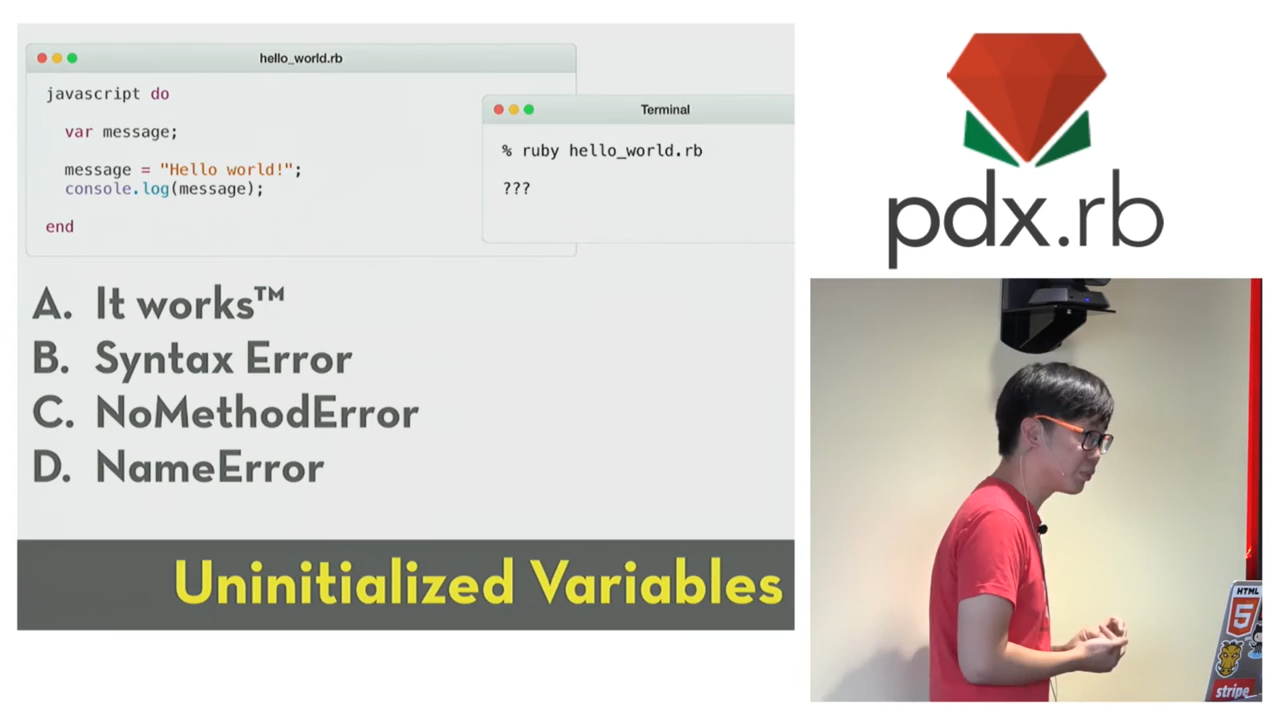 hello_world.rb
javascript do
var message;
message = "Hello world!";
console.log(message);
end
Terminal
% ruby hello_world.rb
???
A. It works™
B. Syntax Error
C. NoMethodError
D. NameError
Uninitialized Variables
pdx.rb
HTML
5
stripe